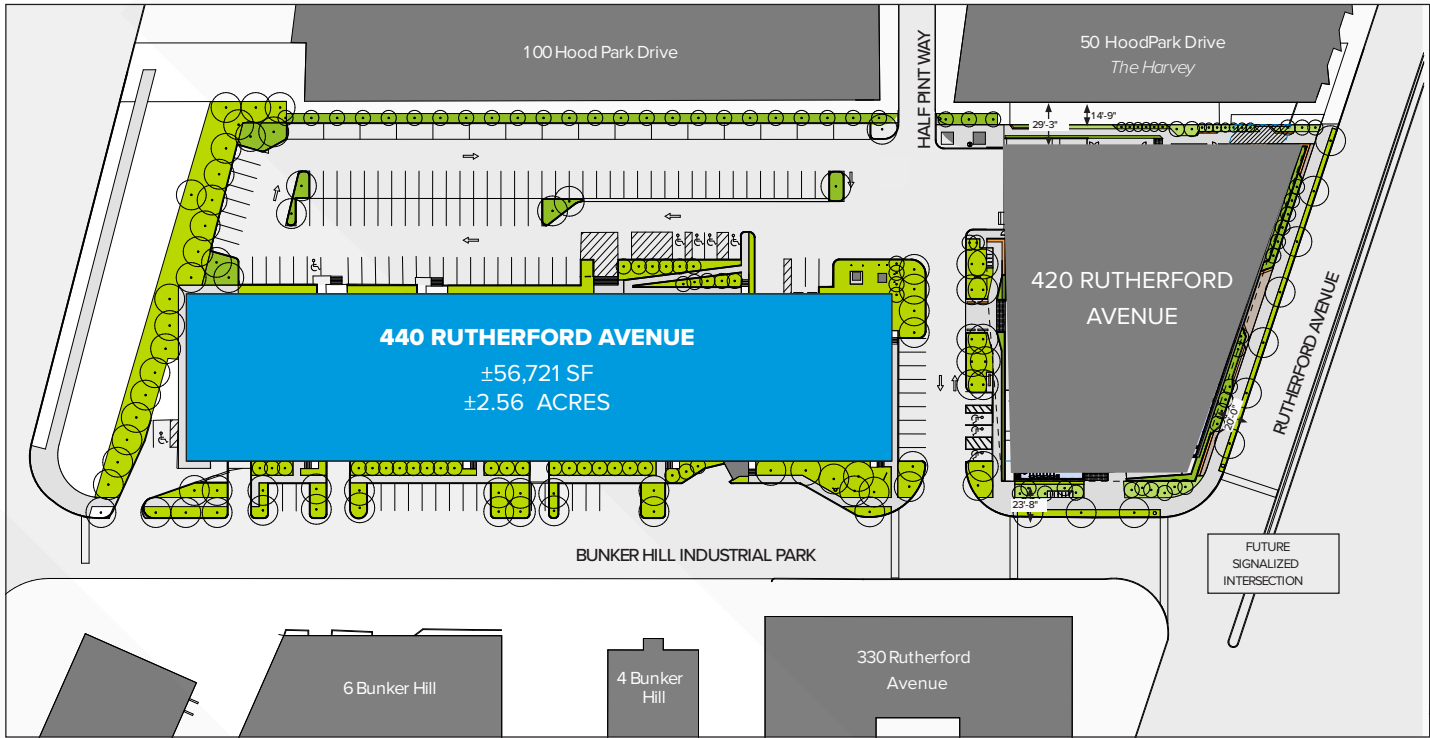 100 Hood Park Drive
50 HoodPark Drive
The Harvey
HALF PINT WAY
29'-3"
14'-9"
420 RUTHERFORD
AVENUE
440 RUTHERFORD AVENUE
±56,721 SF
±2.56 ACRES
RUTHERFORD AVENUE
20'-0"
23'-8"
BUNKER HILL INDUSTRIAL PARK
FUTURE
SIGNALIZED
INTERSECTION
6 Bunker Hill
4 Bunker
Hill
330 Rutherford
Avenue